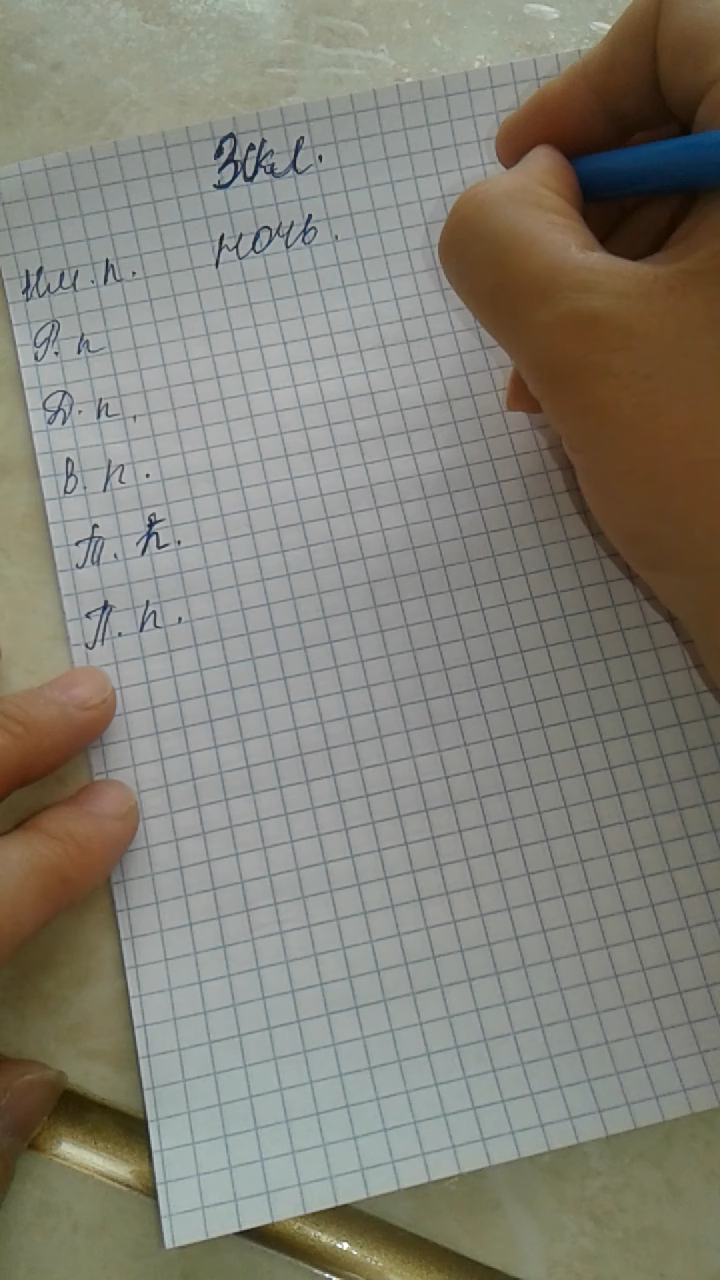 3 скл.
Им. п. ночь.
Р. п
Д. п.
В. п.
Т. п.
П. п.